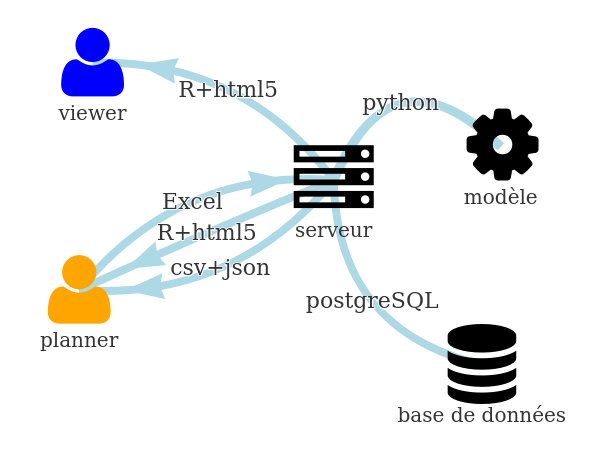 R+html5
python
viewer
modèle
Excel
R+html5
serveur
csv+json
postgreSQL
planner
base de données